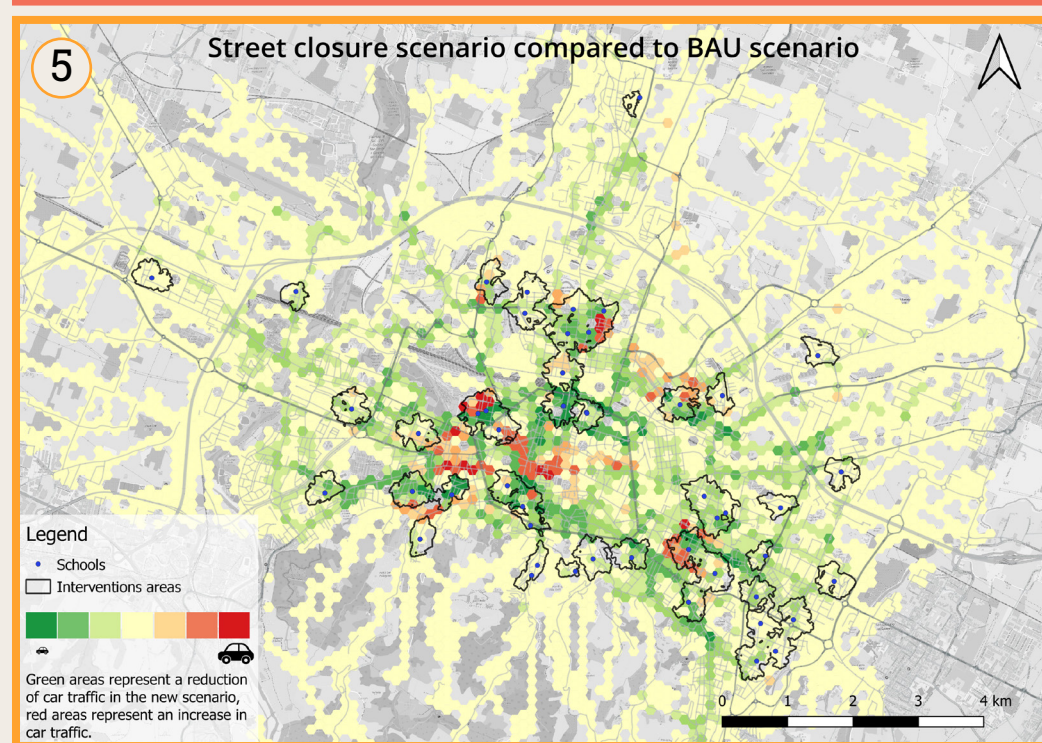 5
Street closure scenario compared to BAU scenario
Legend
Schools
Interventions areas
Green areas represent a reduction
of car traffic in the new scenario,
red areas represent an increase in
car traffic.
0 1 2 3 4 km